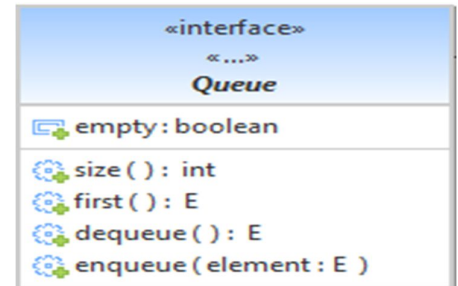 «interface»
«...»
Queue
empty : boolean
size ( ) : int
first ( ) : E
dequeue ( ) : E
enqueue ( element : E )